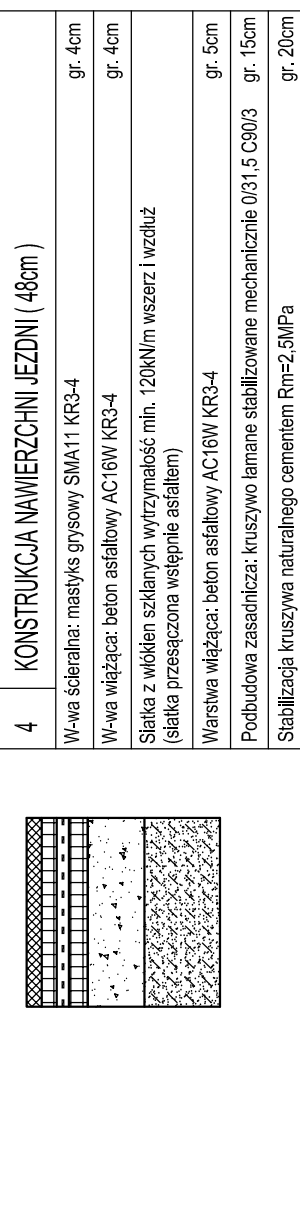 4 KONSTRUKCJA NAWIERZCHNI JEZDNI ( 48cm )
W-wa ścieralna: mastyks grysowy SMA11 KR3-4 gr. 4cm
W-wa wiążąca: beton asfaltowy AC16W KR3-4 gr. 4cm
Siatka z włókien szklanych wytrzymałość min. 120kN/m wszerz i wzdłuż
(siatka przesączona wstępnie asfaltem)
Warstwa wiążąca: beton asfaltowy AC16W KR3-4 gr. 5cm
Podbudowa zasadnicza: kruszywo łamane stabilizowane mechanicznie 0/31,5 C90/3 gr. 15cm
Stabilizacja kruszywa naturalnego cementem Rm=2,5MPa gr. 20cm